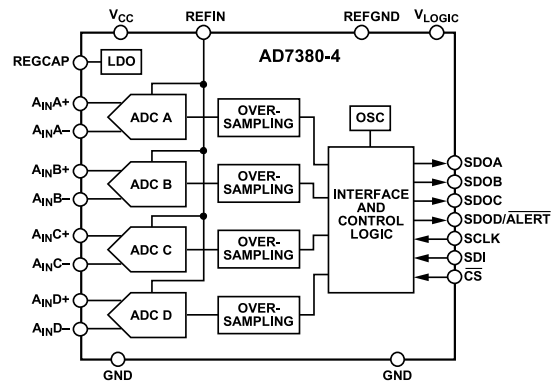 VCC
REFIN
REFGND
VLOGIC
REGCAP
LDO
AD7380-4
AINA+
AINA−
ADC A
OVER-
SAMPLING
OSC
AINB+
AINB−
ADC B
OVER-
SAMPLING
INTERFACE
AND
CONTROL
LOGIC
SDOA
SDOB
SDOC
SDOD/ALERT
SCLK
SDI
CS
AINC+
AINC−
ADC C
OVER-
SAMPLING
AIND+
AIND−
ADC D
OVER-
SAMPLING
GND
GND